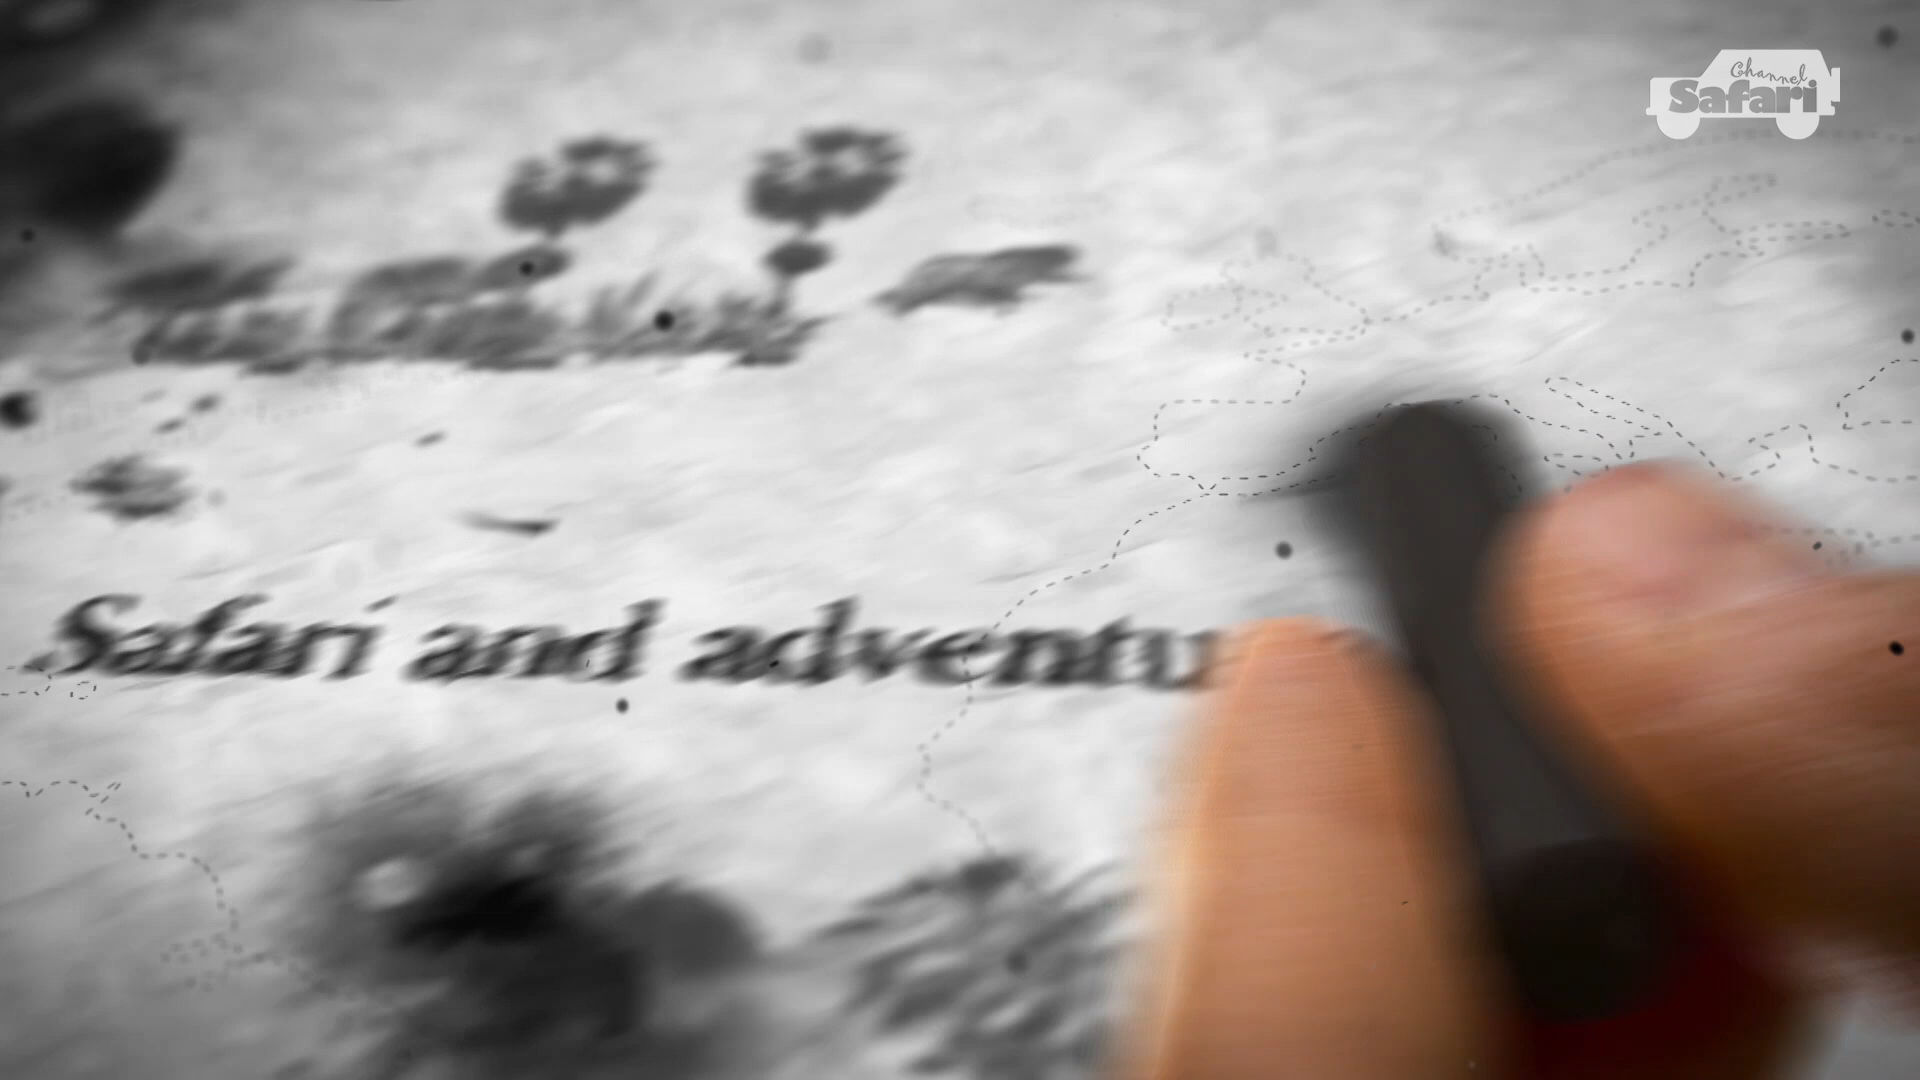 Channel
Safari
Safari and adventu